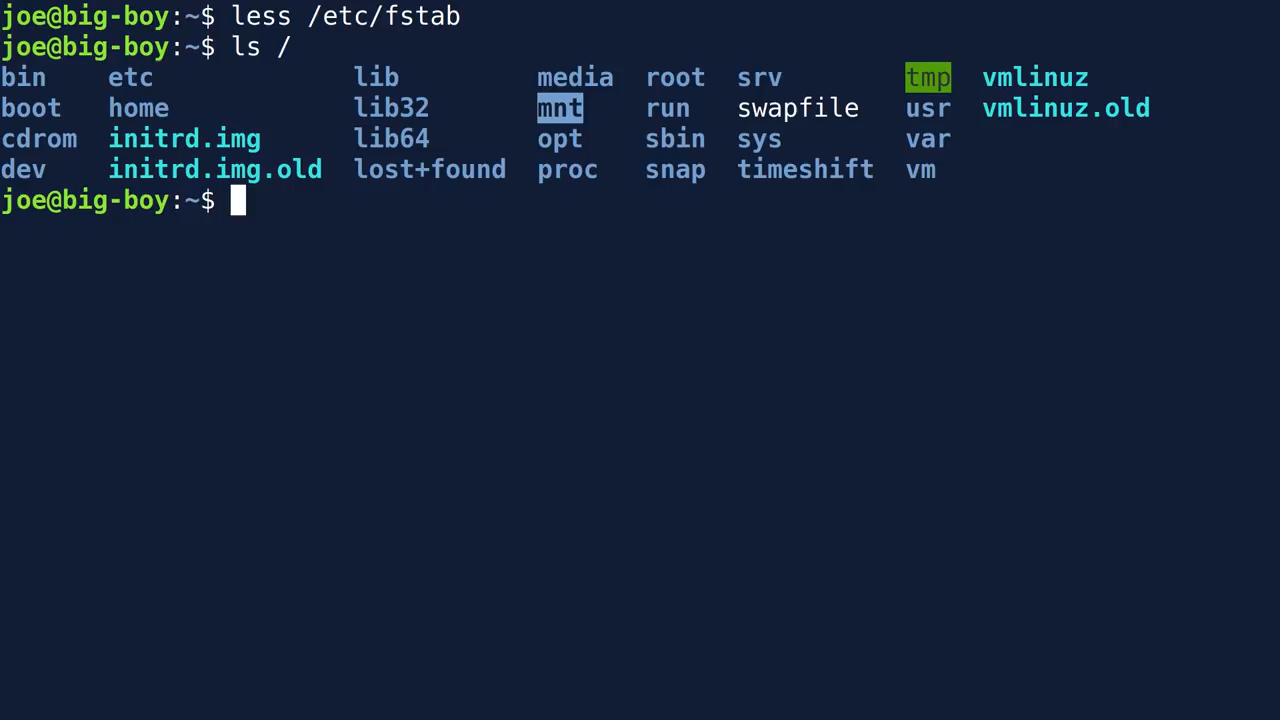 joe@big-boy:~$ less /etc/fstab
joe@big-boy:~$ ls /
bin    etc             lib         media  root  srv        tmp  vmlinuz
boot   home            lib32       mnt    run   swapfile   usr  vmlinuz.old
cdrom  initrd.img      lib64       opt    sbin  sys        var
dev    initrd.img.old  lost+found  proc   snap  timeshift  vm
joe@big-boy:~$